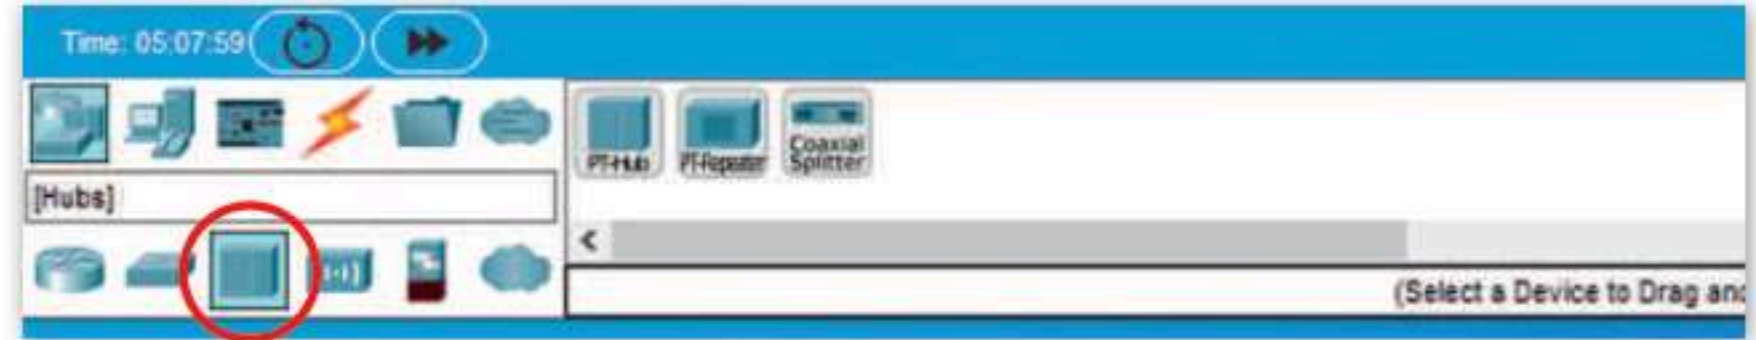 Time: 05:07:59
[Hubs]
PT-Hub
PT-Repeater
Coaxial
Splitter
(Select a Device to Drag and